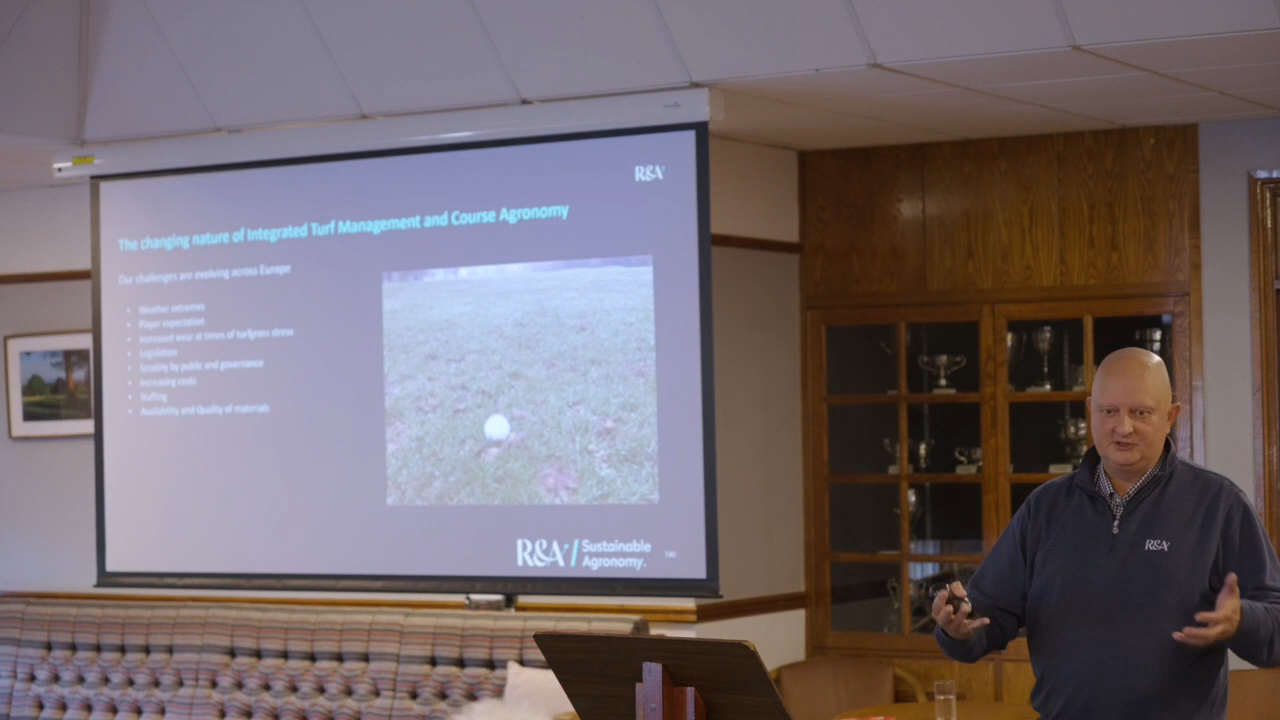 R&A
The changing nature of Integrated Turf Management and Course Agronomy
Our challenges are evolving across Europe
• Weather extremes
• Player expectation
• Increased wear at times of turfgrass stress
• Legislation
• Scrutiny by public and governance
• Increasing costs
• Staffing
• Availability and Quality of materials
R&A / Sustainable
Agronomy.
R&A